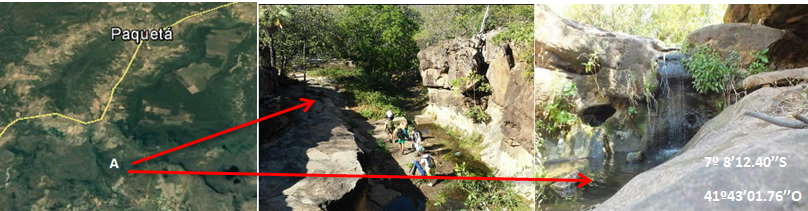 Paquetá
A
7º 8’12.40’’S
41º43’01.76’’O